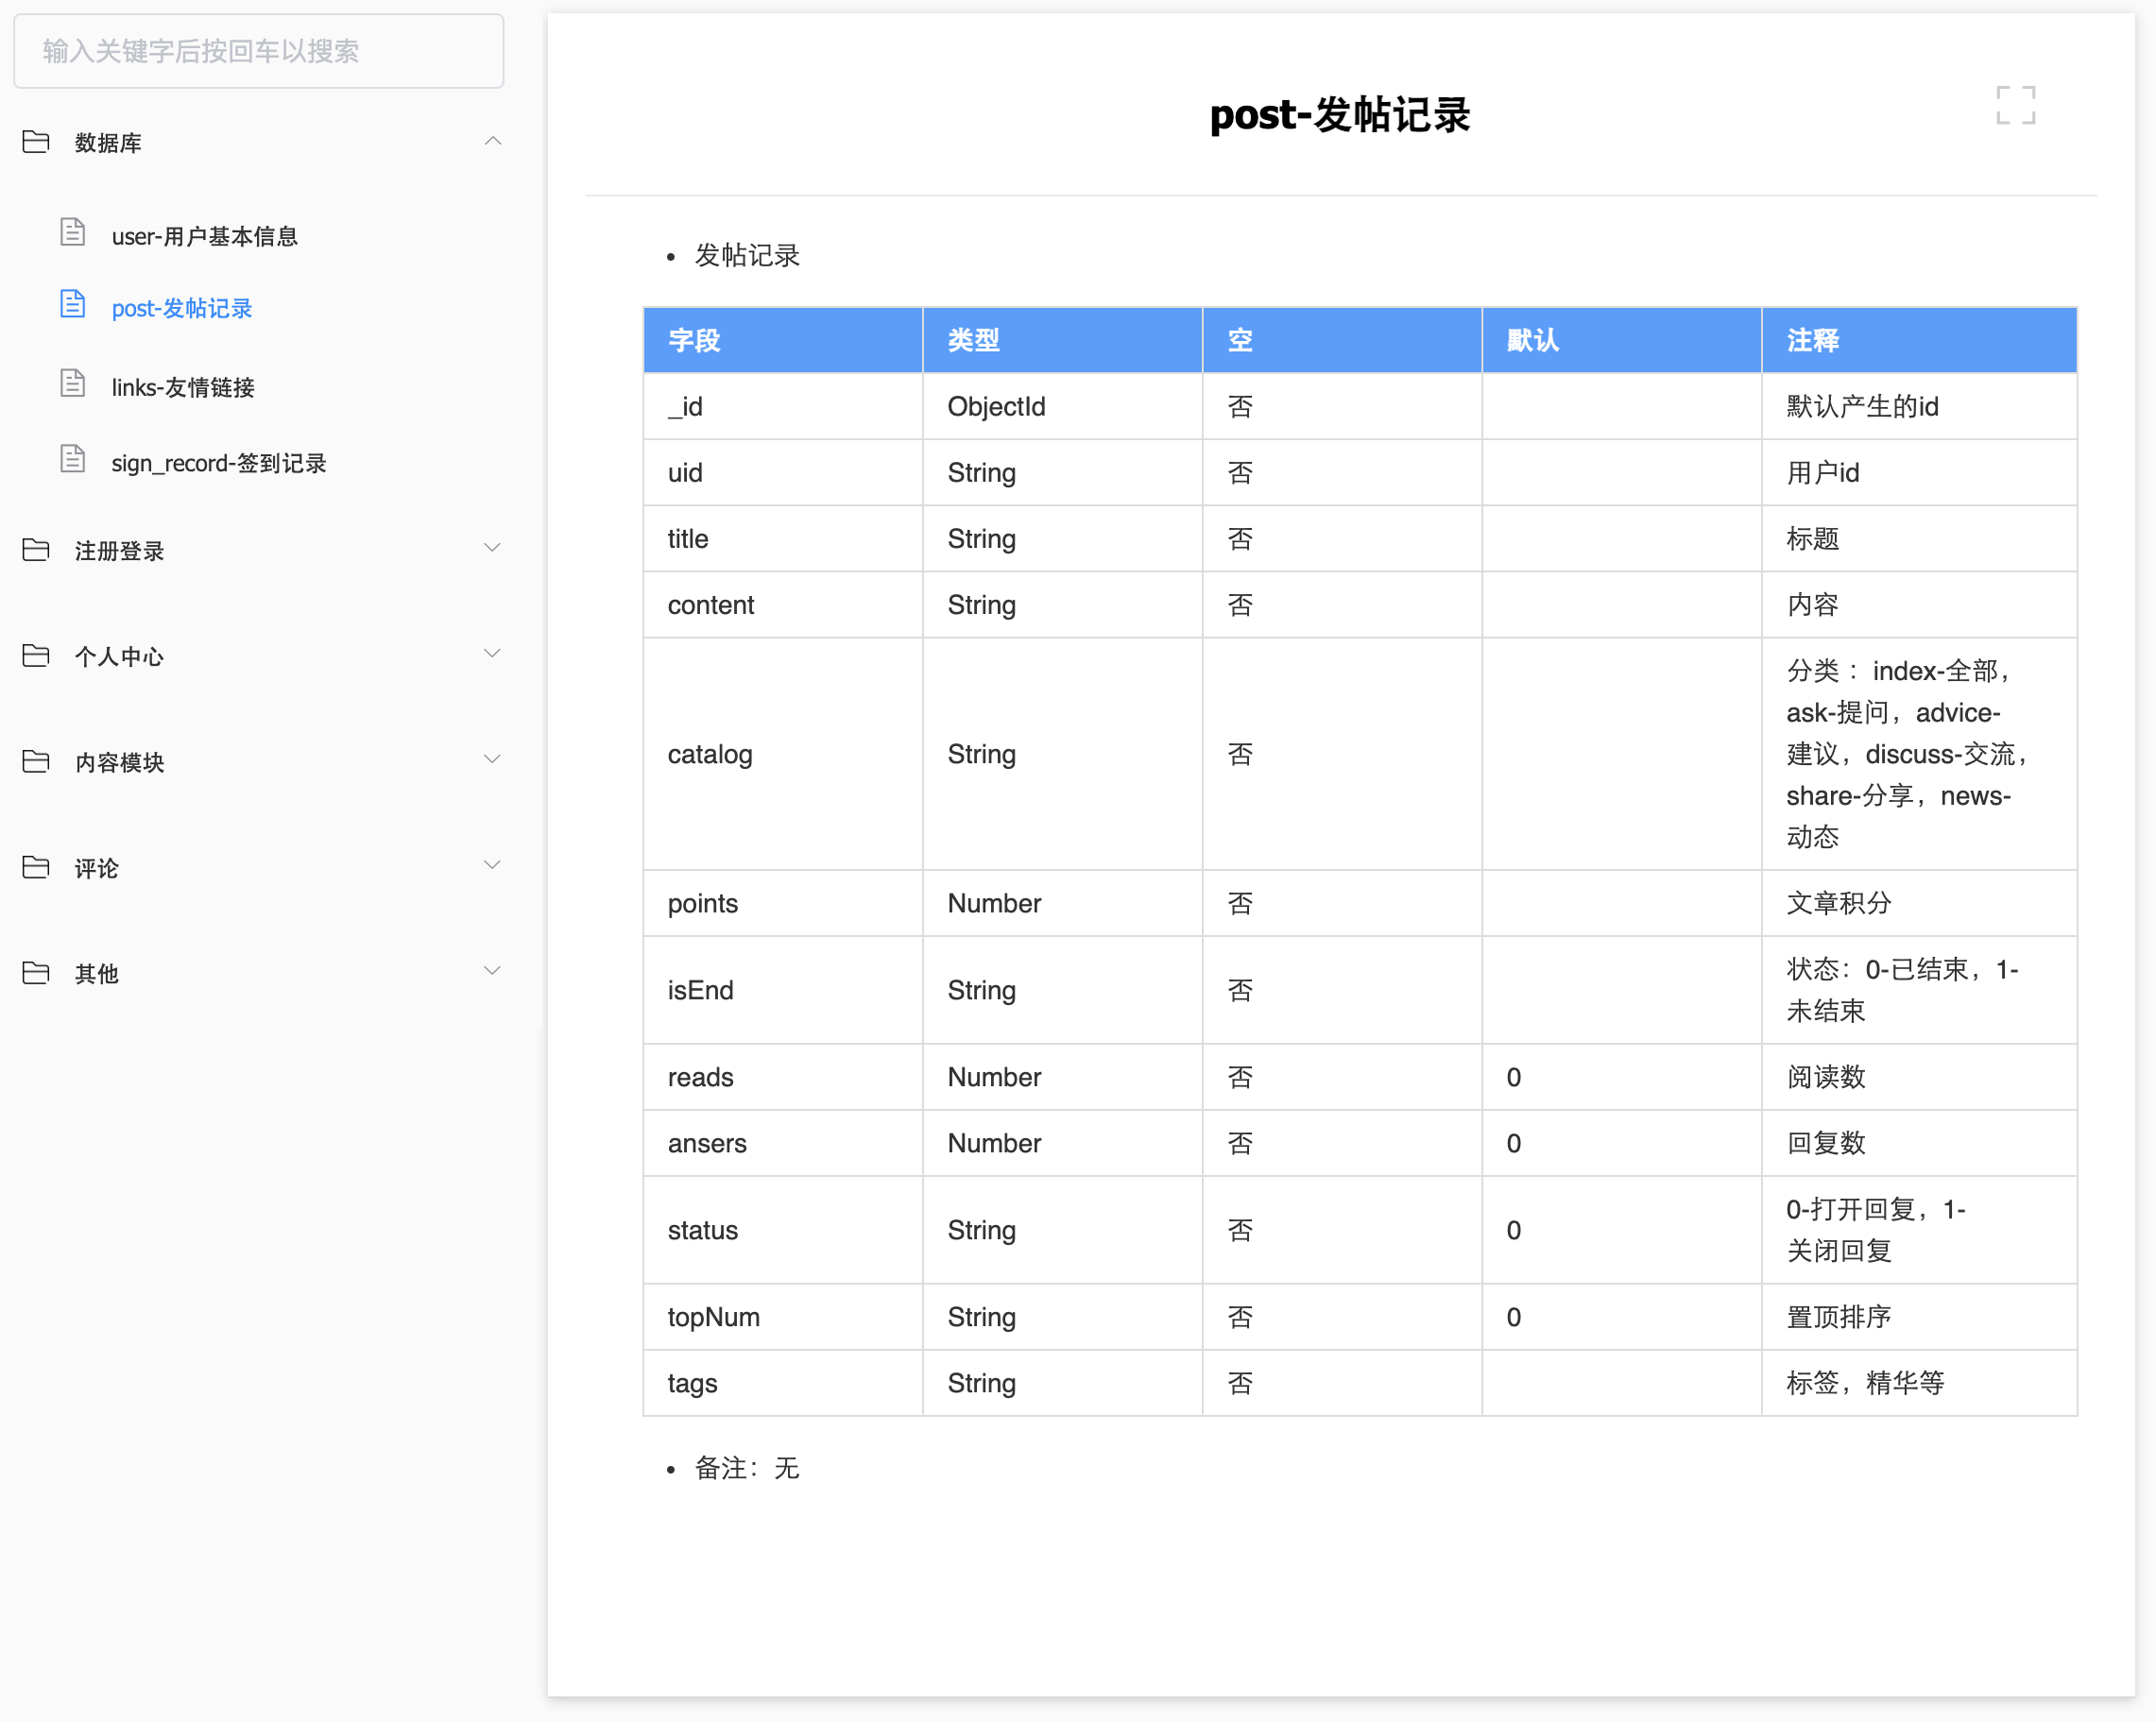 输入关键字后按回车以搜索
数据库
user-用户基本信息
post-发帖记录
links-友情链接
sign_record-签到记录
注册登录
个人中心
内容模块
评论
其他
post-发帖记录
发帖记录
字段 类型 空 默认 注释
_id ObjectId 否 默认产生的id
uid String 否 用户id
title String 否 标题
content String 否 内容
catalog String 否 分类：index-全部，
ask-提问，advice-
建议，discuss-交流，
share-分享，news-
动态
points Number 否 文章积分
isEnd String 否 状态：0-已结束，1-
未结束
reads Number 否 0 阅读数
ansers Number 否 0 回复数
status String 否 0 0-打开回复，1-
关闭回复
topNum String 否 0 置顶排序
tags String 否 标签，精华等
备注：无